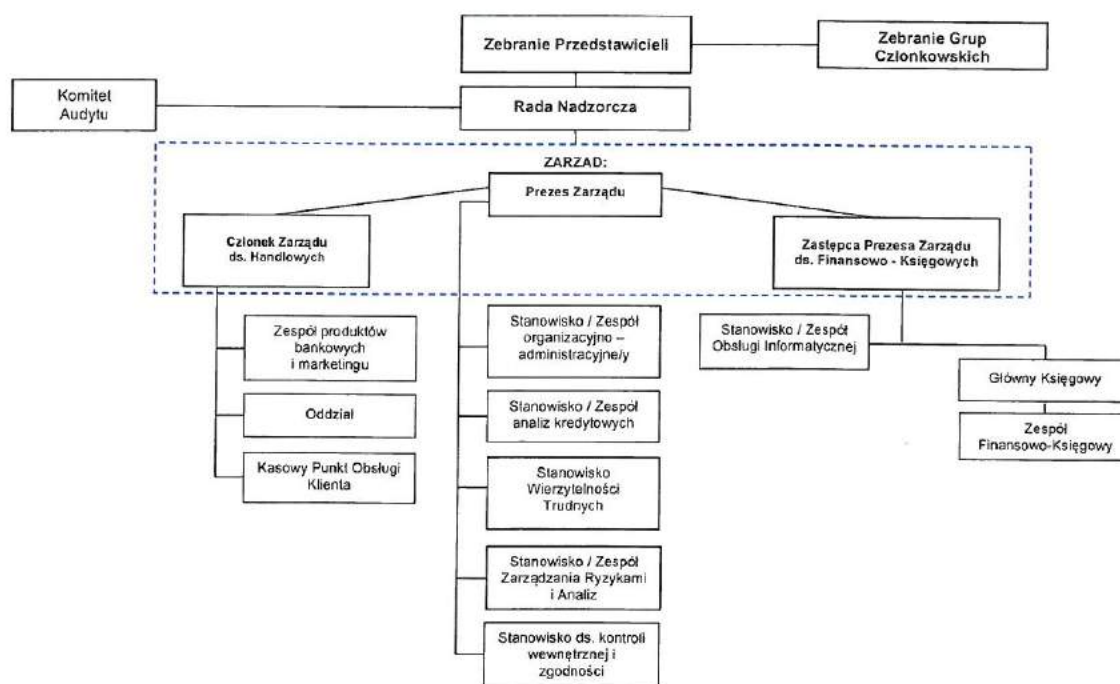 Zebranie Przedstawicieli
Zebranie Grup
Członkowskich
Komitet
Audytu
Rada Nadzorcza
ZARZAD:
Prezes Zarządu
Członek Zarządu
ds. Handlowych
Zastępca Prezesa Zarządu
ds. Finansowo - Księgowych
Zespół produktów
bankowych
i marketingu
Oddział
Kasowy Punkt Obsługi
Klienta
Stanowisko / Zespół
organizacyjno –
administracyjne/y
Stanowisko / Zespół
analiz kredytowych
Stanowisko
Wierzytelności
Trudnych
Stanowisko / Zespół
Zarządzania Ryzykami
i Analiz
Stanowisko ds. kontroli
wewnętrznej i
zgodności
Stanowisko / Zespół
Obsługi Informatycznej
Główny Księgowy
Zespół
Finansowo-Księgowy